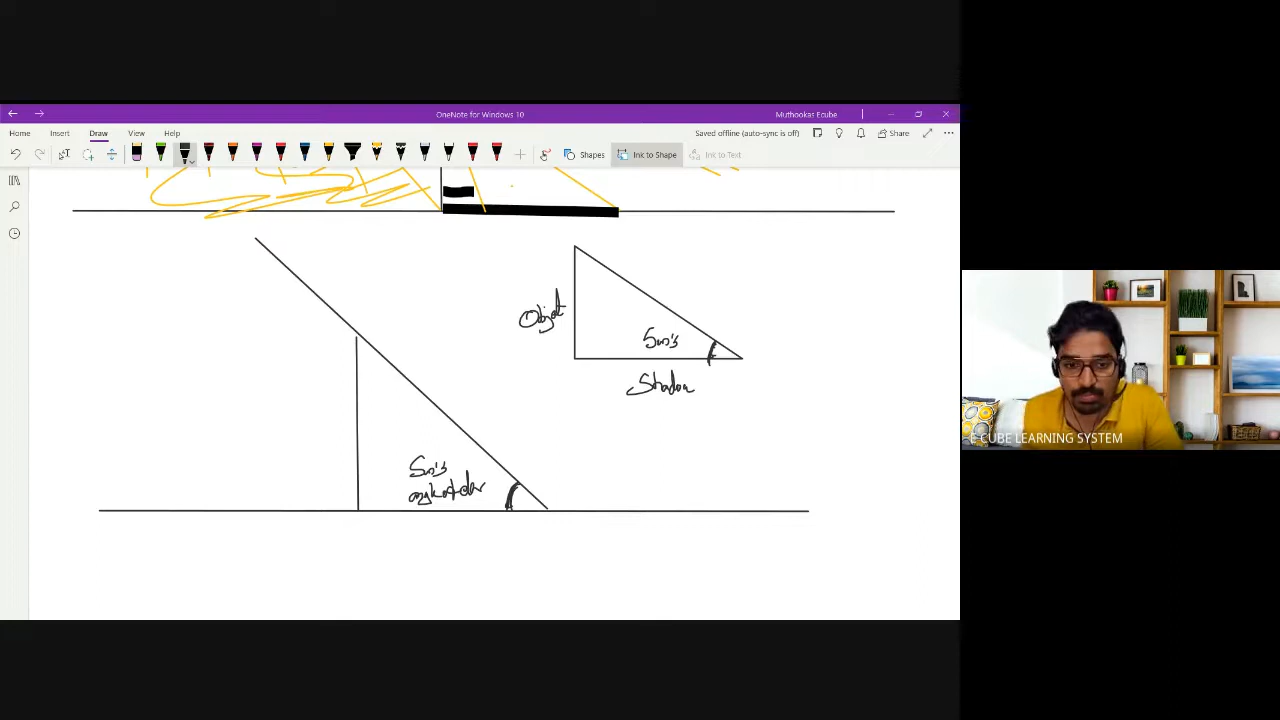 OneNote for Windows 10
Muthookas Ecube
Home Insert Draw View Help
Saved offline (auto-sync is off)
Share
Shapes
Ink to Shape
Ink to Text
Object
Sun's
Shadow
Sun's
E CUBE LEARNING SYSTEM